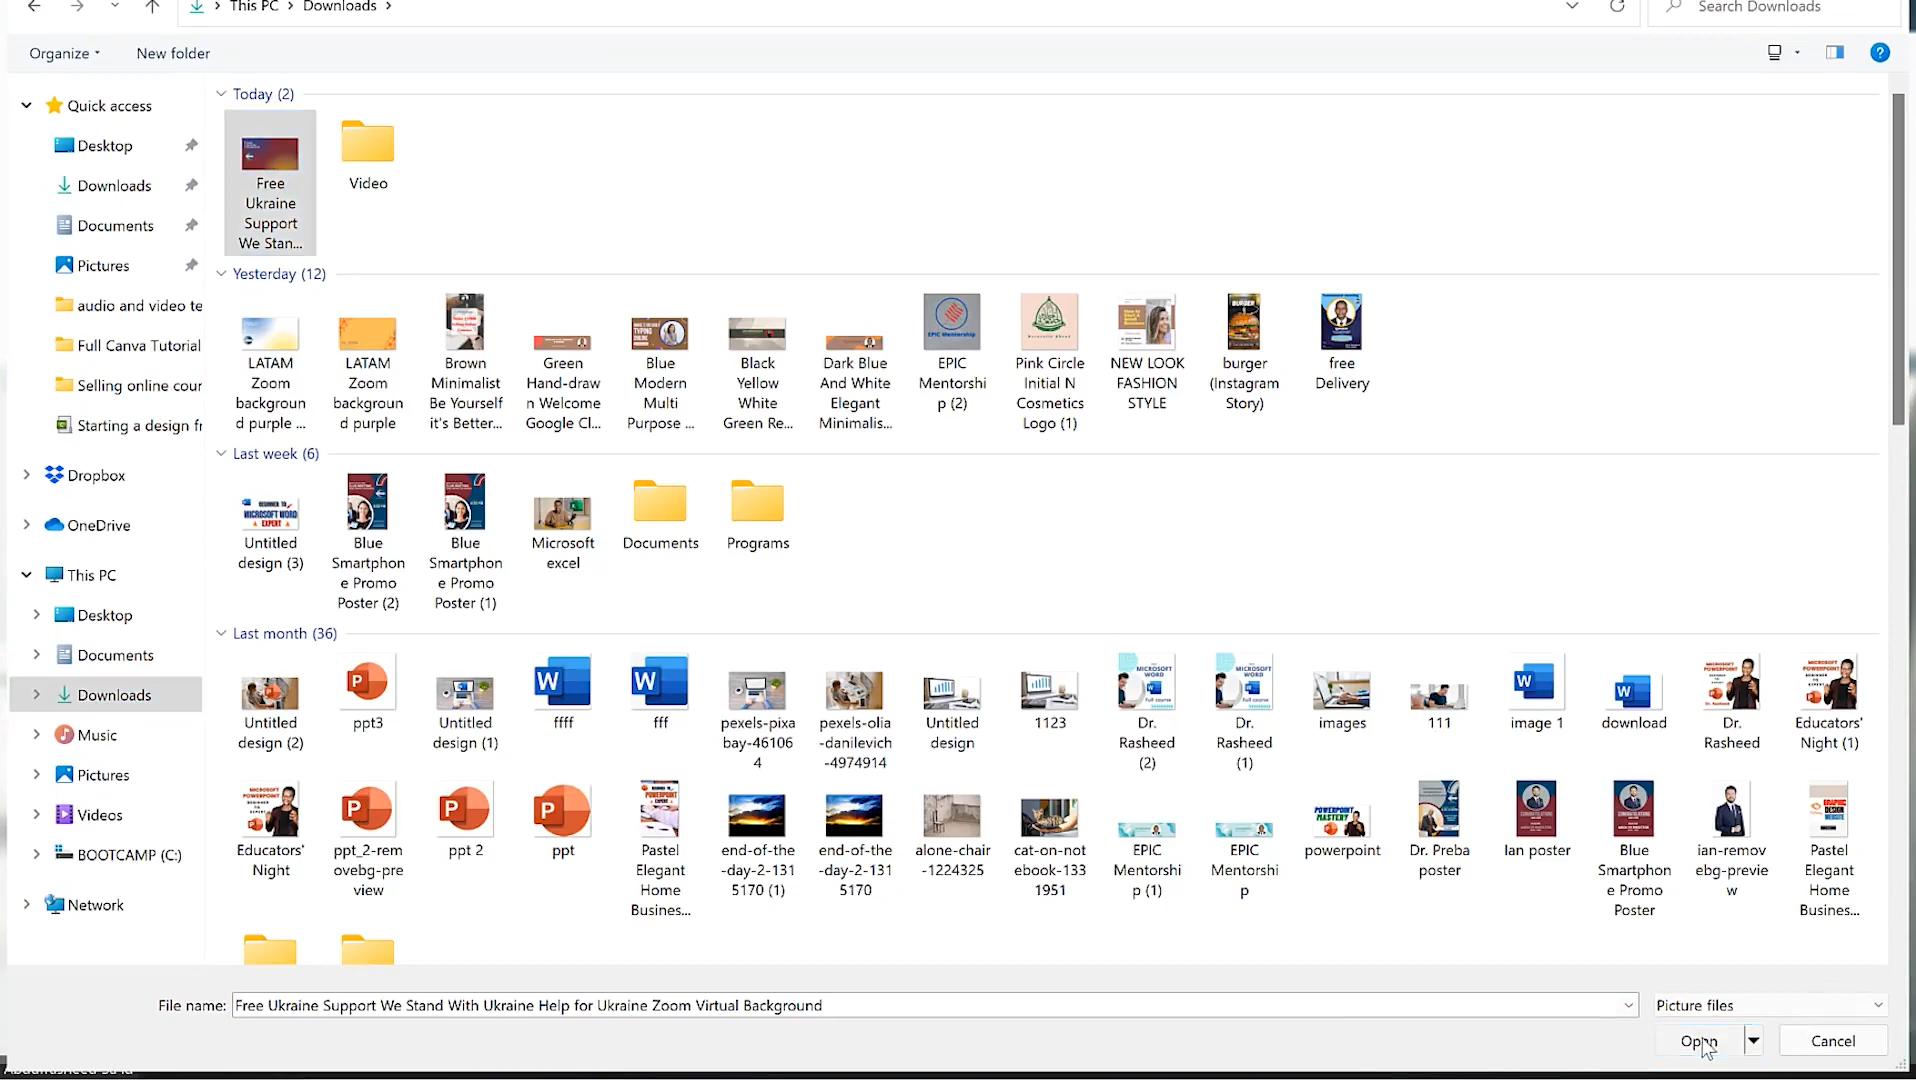 This PC > Downloads >
Search Downloads
Organize
New folder
Quick access
Desktop
Downloads
Documents
Pictures
audio and video te
Full Canva Tutorial
Selling online cour
Starting a design fr
Dropbox
OneDrive
This PC
Desktop
Documents
Downloads
Music
Pictures
Videos
BOOTCAMP (C:)
Network
Today (2)
Free
Ukraine
Support
We Stan...
Video
Yesterday (12)
LATAM
Zoom
backgroun
d purple ...
LATAM
Zoom
backgroun
d purple
Brown
Minimalist
Be Yourself
it's Better...
Green
Hand-draw
n Welcome
Google Cl...
Blue
Modern
Multi
Purpose ...
Black
Yellow
White
Green Re...
Dark Blue
And White
Elegant
Minimalis...
EPIC
Mentorshi
p (2)
Pink Circle
Initial N
Cosmetics
Logo (1)
NEW LOOK
FASHION
STYLE
burger
(Instagram
Story)
free
Delivery
Last week (6)
Untitled
design (3)
Blue
Smartphon
e Promo
Poster (2)
Blue
Smartphon
e Promo
Poster (1)
Microsoft
excel
Documents
Programs
Last month (36)
Untitled
design (2)
ppt3
Untitled
design (1)
ffff
fff
pexels-pixa
bay-46106
4
pexels-olia
-danilevich
-4974914
Untitled
design
1123
Dr.
Rasheed
(2)
Dr.
Rasheed
(1)
images
111
image 1
download
Dr.
Rasheed
Educators'
Night (1)
Educators'
Night
ppt_2-rem
ovebg-pre
view
ppt 2
ppt
Pastel
Elegant
Home
Busines...
end-of-the
-day-2-131
5170 (1)
end-of-the
-day-2-131
5170
alone-chair
-1224325
cat-on-not
ebook-133
1951
EPIC
Mentorshi
p (1)
EPIC
Mentorshi
p
powerpoint
Dr. Preba
poster
Ian poster
Blue
Smartphon
e Promo
Poster
ian-remov
ebg-previe
w
Pastel
Elegant
Home
Busines...
File name: Free Ukraine Support We Stand With Ukraine Help for Ukraine Zoom Virtual Background
Picture files
Open
Cancel